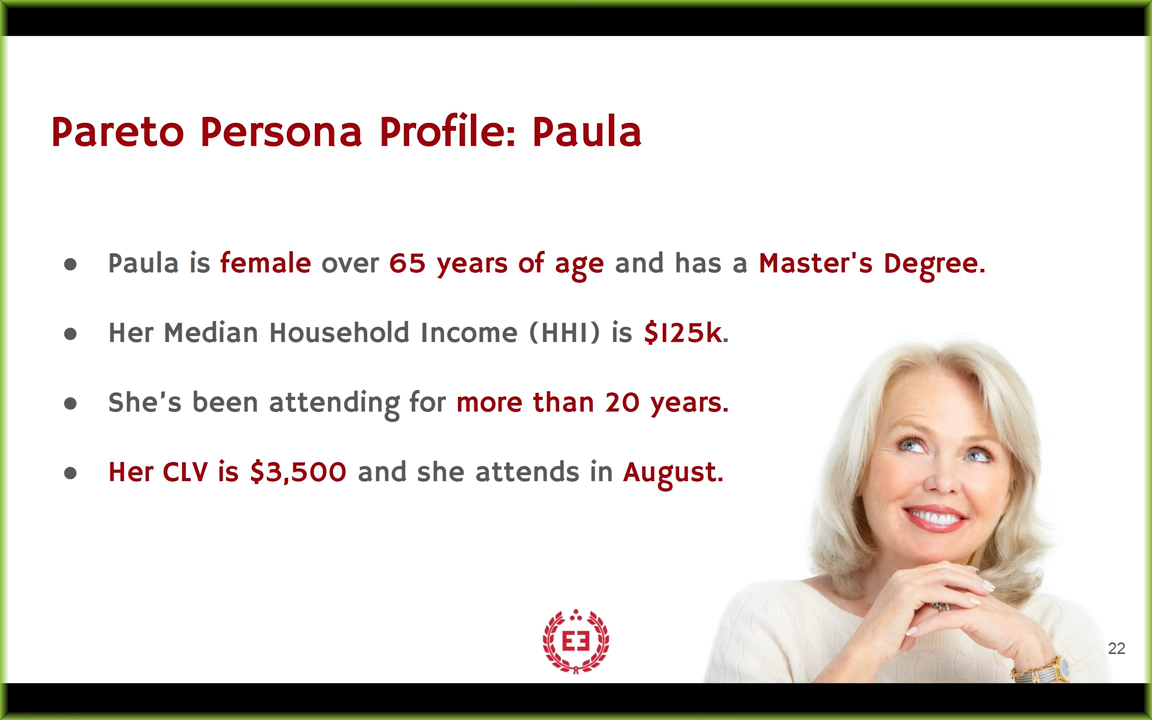 Pareto Persona Profile: Paula
● Paula is female over 65 years of age and has a Master's Degree.
● Her Median Household Income (HHI) is $125k.
● She’s been attending for more than 20 years.
● Her CLV is $3,500 and she attends in August.
EE
22